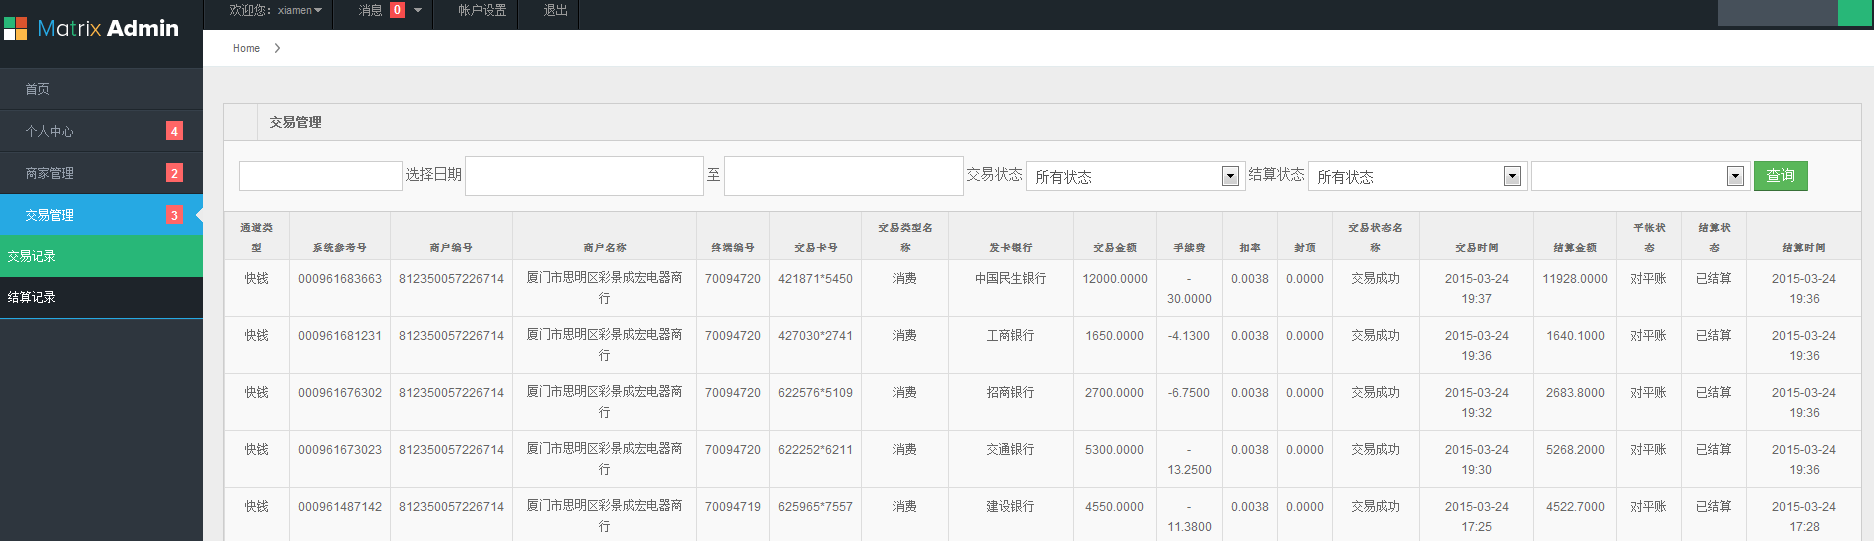 Matrix Admin
欢迎您：xiamen
消息 0
帐户设置
退出
Home
首页
个人中心 4
商家管理 2
交易管理 3
交易记录
结算记录
交易管理
选择日期 至 交易状态 所有状态 结算状态 所有状态 查询
通道类型 系统参考号 商户编号 商户名称 终端编号 交易卡号 交易类型名称 发卡银行 交易金额 手续费 扣率 封顶 交易状态名称 交易时间 结算金额 平帐状态 结算状态 结算时间
快钱 000961683663 812350057226714 厦门市思明区彩景成宏电器商行 70094720 421871*5450 消费 中国民生银行 12000.0000 -30.0000 0.0038 0.0000 交易成功 2015-03-24 19:37 11928.0000 对平账 已结算 2015-03-24 19:36
快钱 000961681231 812350057226714 厦门市思明区彩景成宏电器商行 70094720 427030*2741 消费 工商银行 1650.0000 -4.1300 0.0038 0.0000 交易成功 2015-03-24 19:36 1640.1000 对平账 已结算 2015-03-24 19:36
快钱 000961676302 812350057226714 厦门市思明区彩景成宏电器商行 70094720 622576*5109 消费 招商银行 2700.0000 -6.7500 0.0038 0.0000 交易成功 2015-03-24 19:32 2683.8000 对平账 已结算 2015-03-24 19:36
快钱 000961673023 812350057226714 厦门市思明区彩景成宏电器商行 70094720 622252*6211 消费 交通银行 5300.0000 -13.2500 0.0038 0.0000 交易成功 2015-03-24 19:30 5268.2000 对平账 已结算 2015-03-24 19:36
快钱 000961487142 812350057226714 厦门市思明区彩景成宏电器商行 70094719 625965*7557 消费 建设银行 4550.0000 -11.3800 0.0038 0.0000 交易成功 2015-03-24 17:25 4522.7000 对平账 已结算 2015-03-24 17:28